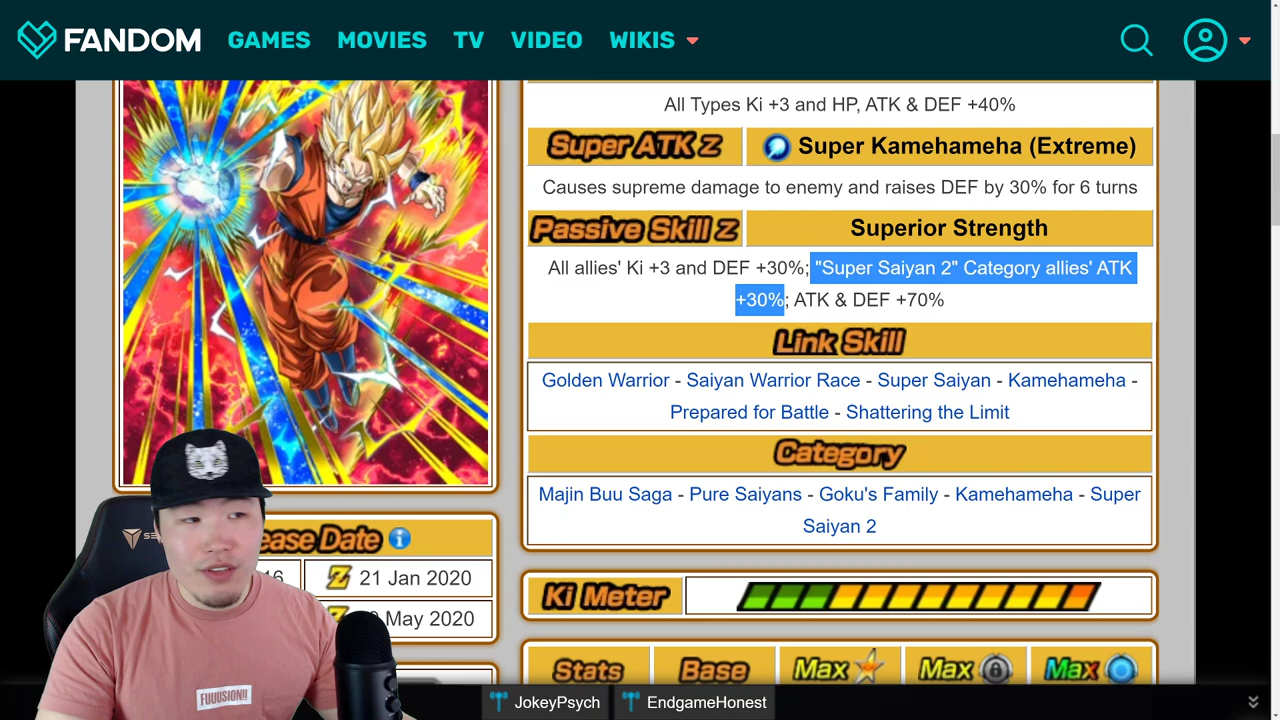 FANDOM GAMES MOVIES TV VIDEO WIKIS
All Types Ki +3 and HP, ATK & DEF +40%
Super ATK Z Super Kamehameha (Extreme)
Causes supreme damage to enemy and raises DEF by 30% for 6 turns
Passive Skill Z Superior Strength
All allies' Ki +3 and DEF +30%; "Super Saiyan 2" Category allies' ATK
+30%; ATK & DEF +70%
Link Skill
Golden Warrior - Saiyan Warrior Race - Super Saiyan - Kamehameha -
Prepared for Battle - Shattering the Limit
Category
Majin Buu Saga - Pure Saiyans - Goku's Family - Kamehameha - Super
Saiyan 2
ease Date
16 Z 21 Jan 2020
May 2020
Ki Meter
Stats Base Max Max Max
FUUUSION!!
JokeyPsych EndgameHonest